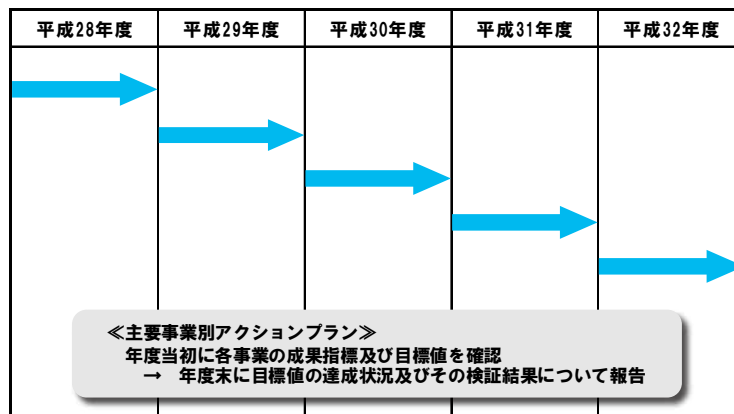 平成28年度 平成29年度 平成30年度 平成31年度 平成32年度
≪主要事業別アクションプラン≫
年度当初に各事業の成果指標及び目標値を確認
→ 年度末に目標値の達成状況及びその検証結果について報告